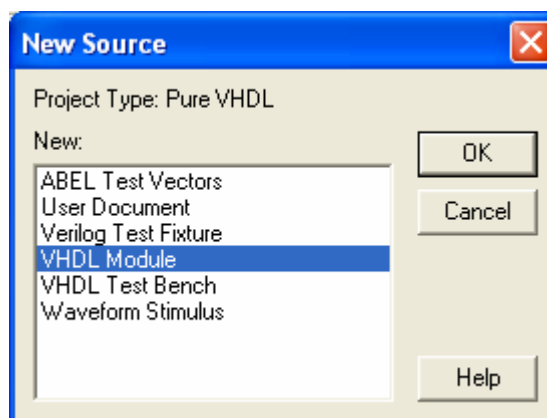 New Source
Project Type: Pure VHDL
New:
OK
ABEL Test Vectors
User Document
Cancel
Verilog Test Fixture
VHDL Module
VHDL Test Bench
Waveform Stimulus
Help